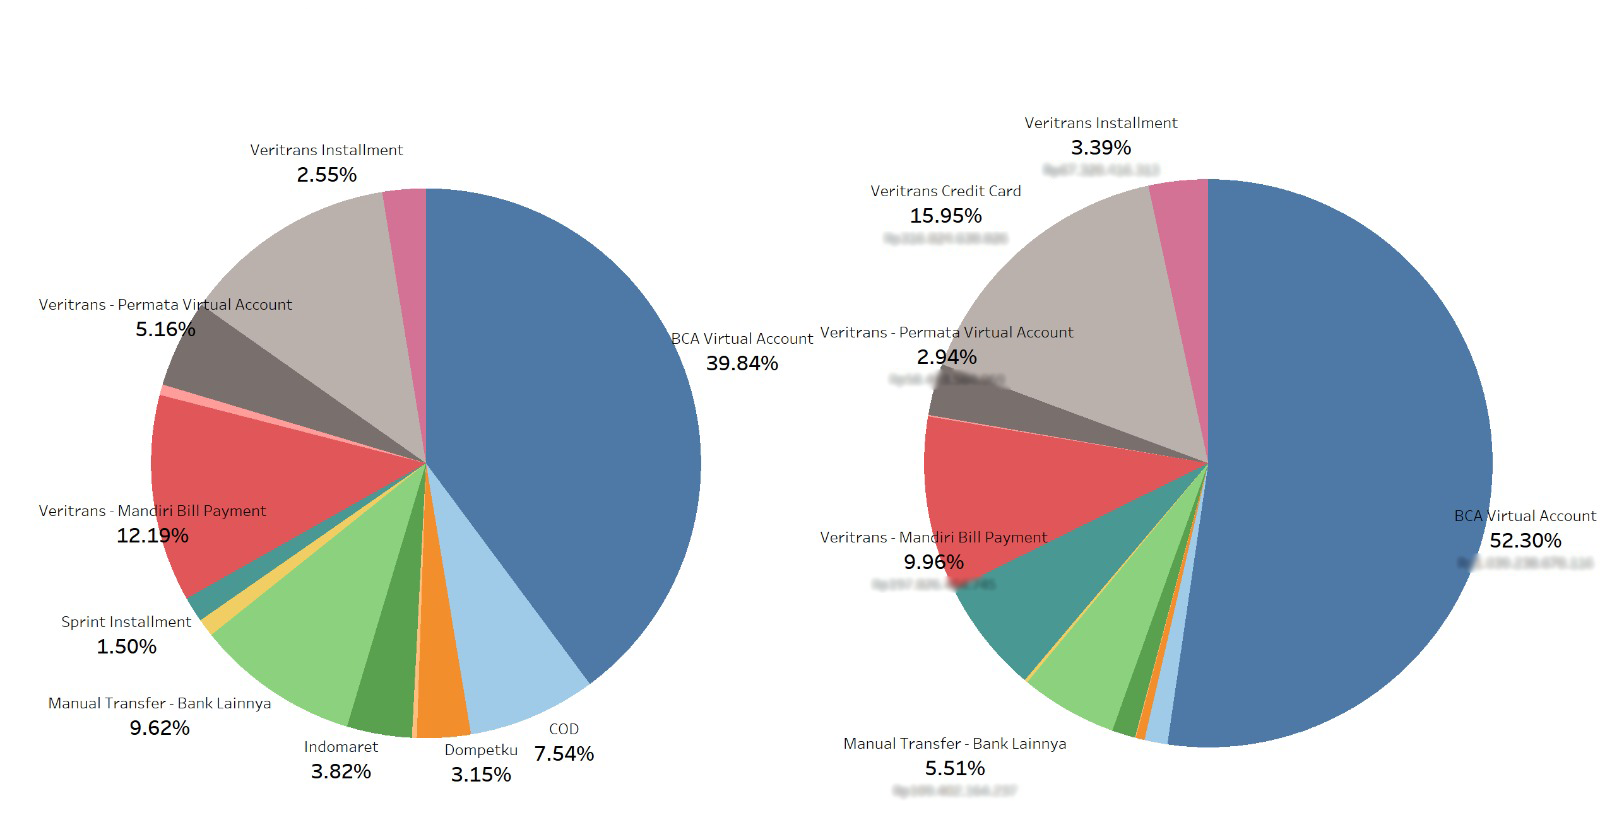 Veritrans Installment
2.55%
Veritrans - Permata Virtual Account
5.16%
BCA Virtual Account
39.84%
Veritrans - Mandiri Bill Payment
12.19%
Sprint Installment
1.50%
Manual Transfer - Bank Lainnya
9.62%
Indomaret
3.82%
Dompetku
3.15%
COD
7.54%
Veritrans Installment
3.39%
Veritrans Credit Card
15.95%
Veritrans - Permata Virtual Account
2.94%
BCA Virtual Account
52.30%
Veritrans - Mandiri Bill Payment
9.96%
Manual Transfer - Bank Lainnya
5.51%